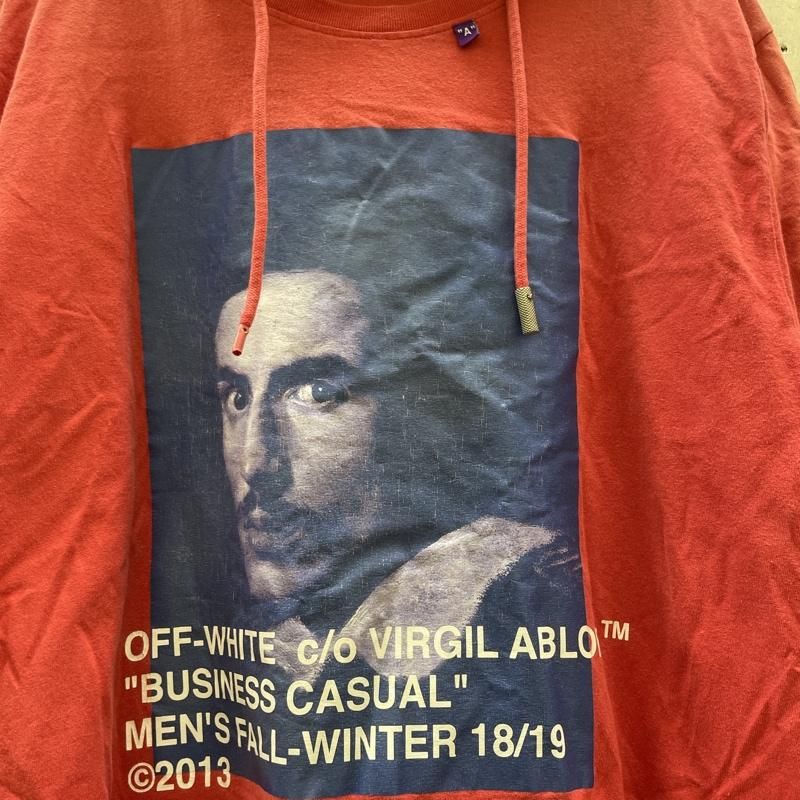 "A"
OFF-WHITE c/o VIRGIL ABLO™
"BUSINESS CASUAL"
MEN'S FALL-WINTER 18/19
©2013